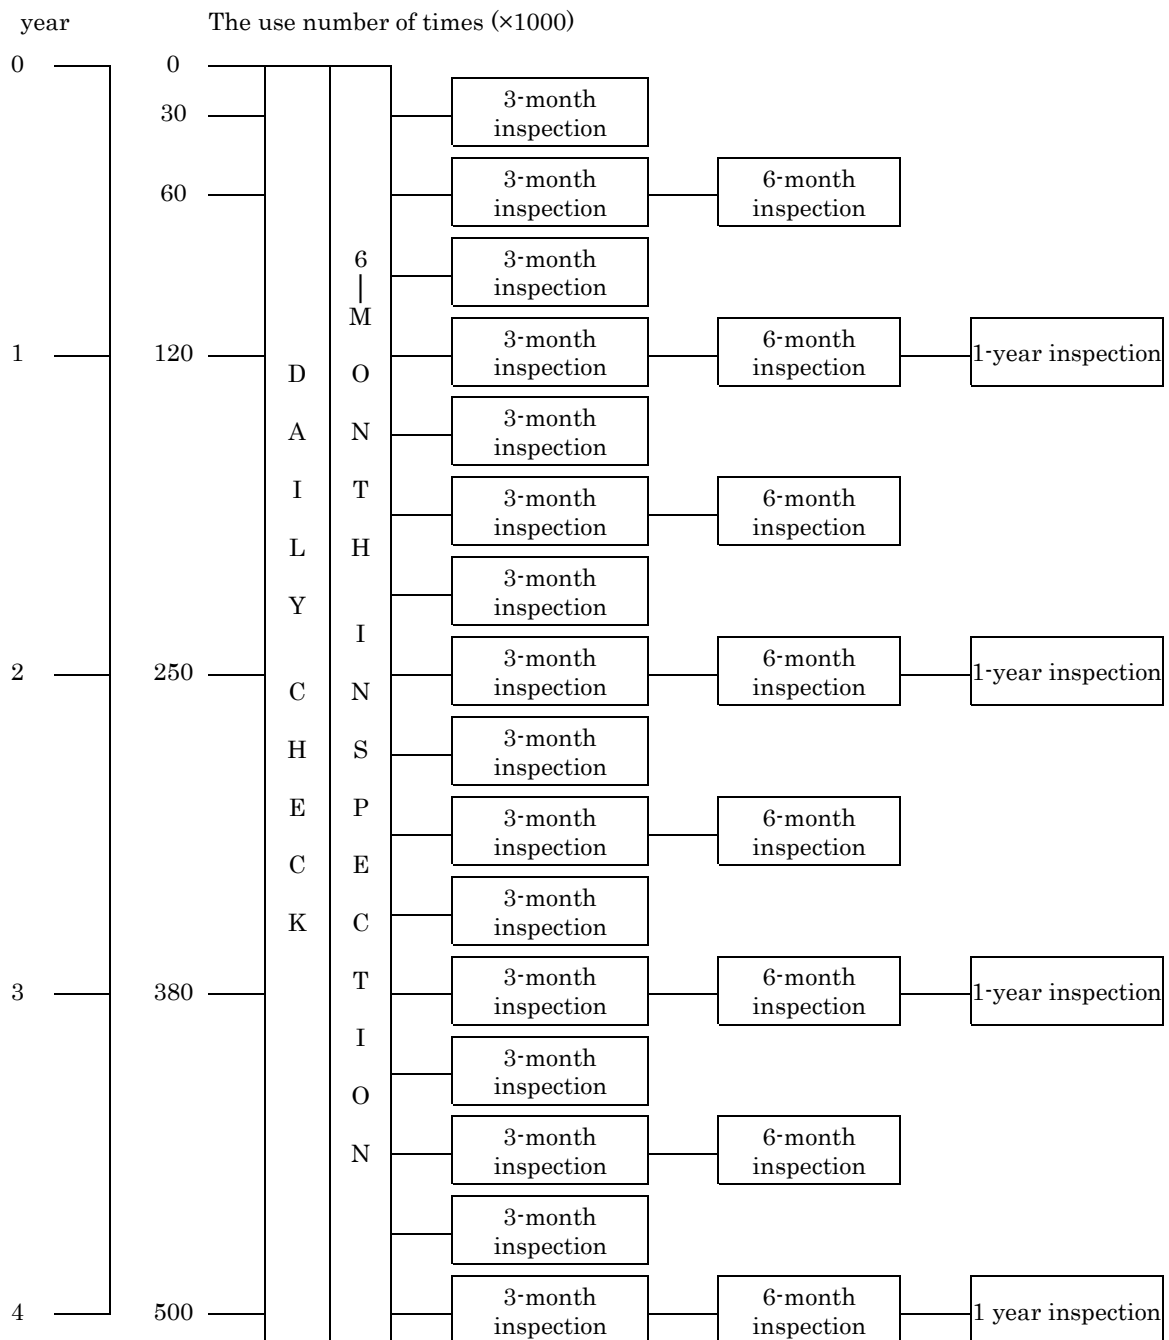 year The use number of times (×1000)
0 0
30 3-month
inspection
60 3-month 6-month
inspection inspection
3-month
inspection
1 120 3-month 6-month 1-year inspection
inspection inspection
3-month
inspection
3-month 6-month
inspection inspection
3-month
inspection
2 250 3-month 6-month 1-year inspection
inspection inspection
3-month
inspection
3-month 6-month
inspection inspection
3-month
inspection
3 380 3-month 6-month 1-year inspection
inspection inspection
3-month
inspection
3-month 6-month
inspection inspection
3-month
inspection
4 500 3-month 6-month 1 year inspection
inspection inspection
DAILY CHECK
6-MONTH INSPECTION